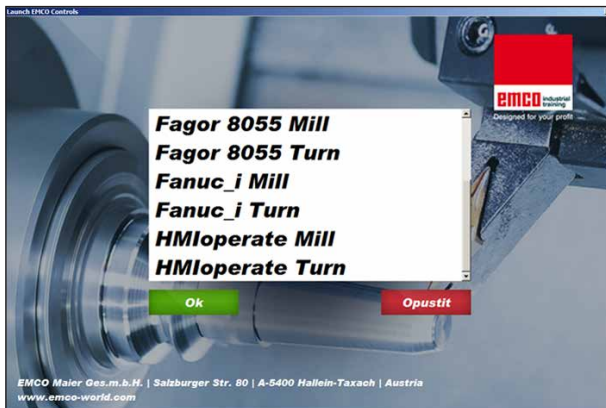 Launch EMCO Controls
emco industrial
training
Designed for your profit
Fagor 8055 Mill
Fagor 8055 Turn
Fanuc_i Mill
Fanuc_i Turn
HMIoperate Mill
HMIoperate Turn
Ok
Opustit
EMCO Maier Ges.m.b.H. | Salzburger Str. 80 | A-5400 Hallein-Taxach | Austria
www.emco-world.com